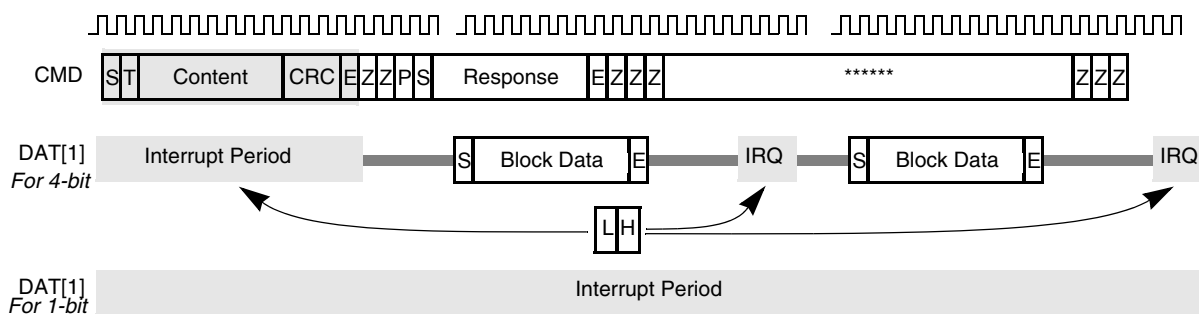 CMD S T Content CRC E Z Z P S Response E Z Z Z ****** Z Z Z
DAT[1] Interrupt Period S Block Data E IRQ S Block Data E IRQ
For 4-bit
L H
DAT[1] Interrupt Period
For 1-bit